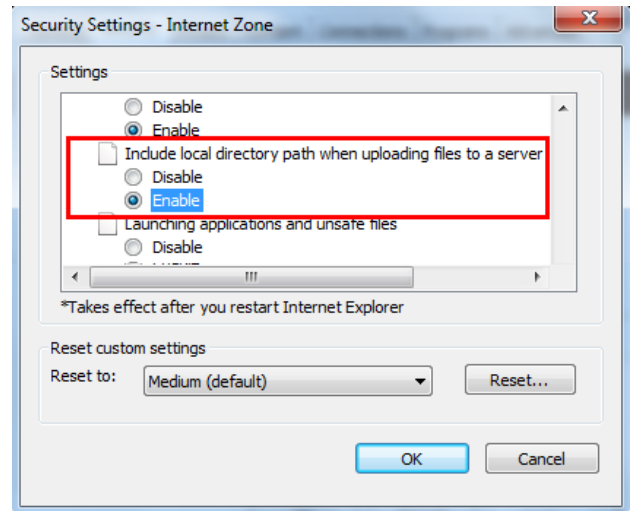 Security Settings - Internet Zone
Settings
Disable
Enable
Include local directory path when uploading files to a server
Disable
Enable
Launching applications and unsafe files
Disable
*Takes effect after you restart Internet Explorer
Reset custom settings
Reset to: Medium (default) Reset...
OK Cancel